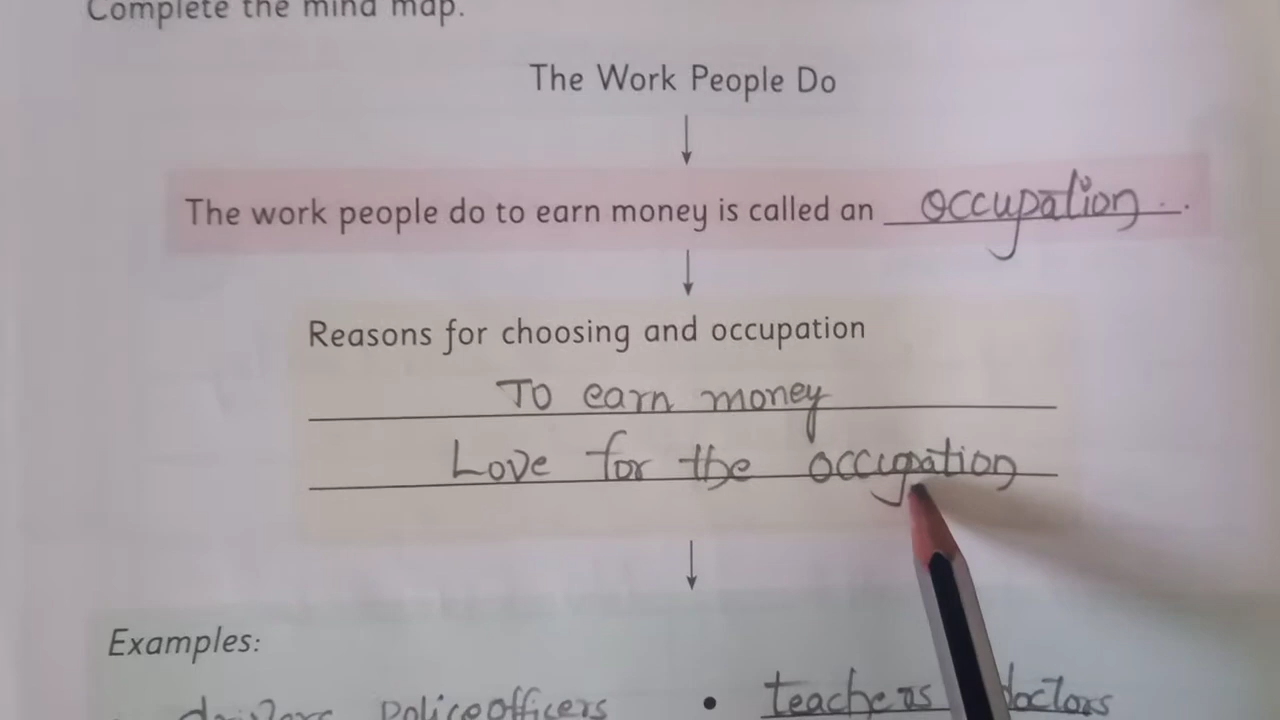 Complete the mind map.
The Work People Do
The work people do to earn money is called an occupation.
Reasons for choosing and occupation
To earn money
Love for the occupation
Examples:
drivers policeofficers • teachers doctors